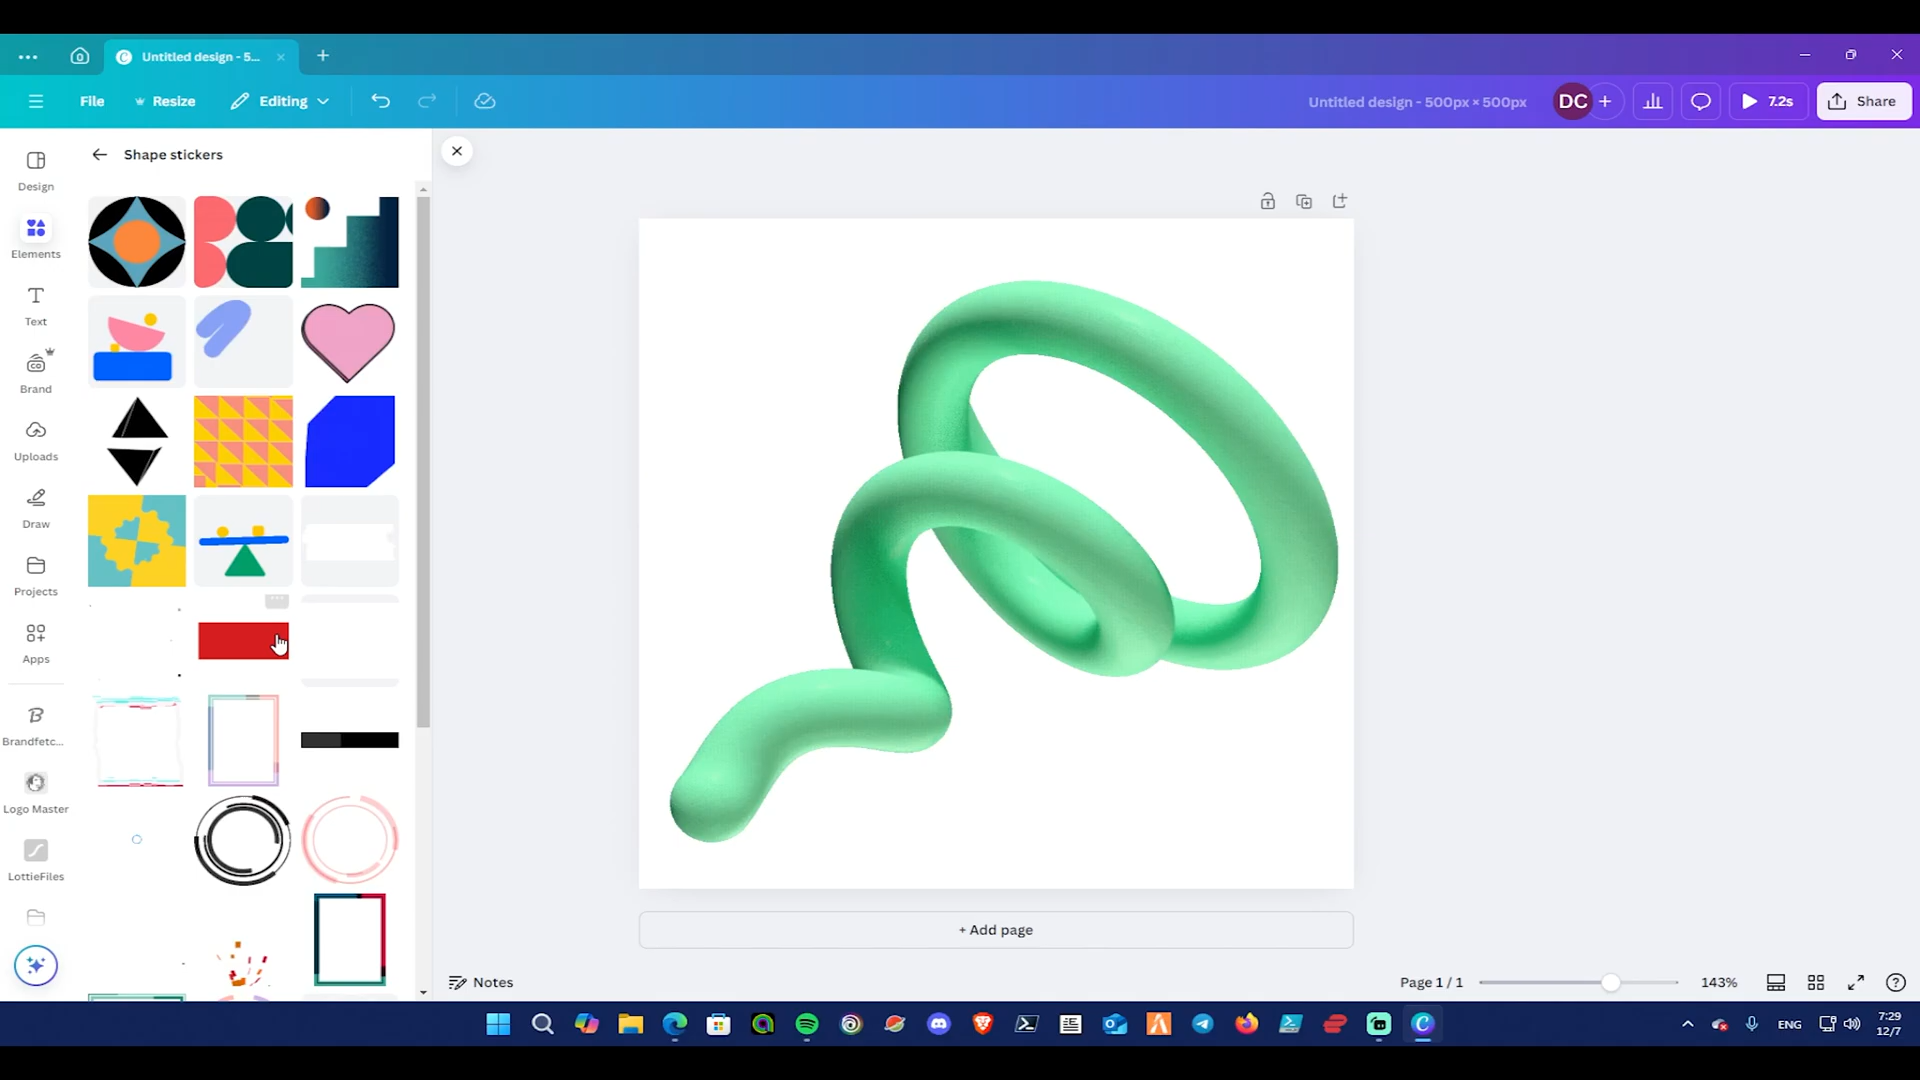 Untitled design - 5...
File
Resize
Editing
Untitled design - 500px × 500px
DC
7.2s
Share
Design
Elements
Text
Brand
Uploads
Draw
Projects
Apps
Brandfetc...
Logo Master
LottieFiles
Shape stickers
+ Add page
Notes
Page 1 / 1
143%
ENG
7:29
12/7